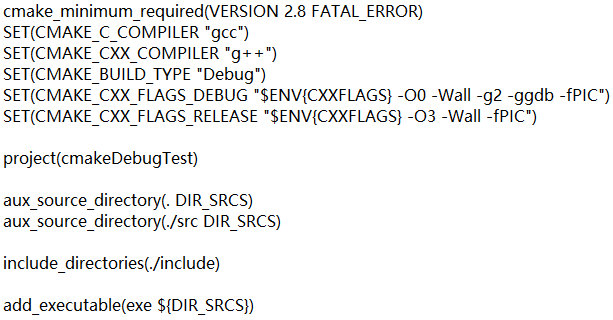 cmake_minimum_required(VERSION 2.8 FATAL_ERROR)
SET(CMAKE_C_COMPILER "gcc")
SET(CMAKE_CXX_COMPILER "g++")
SET(CMAKE_BUILD_TYPE "Debug")
SET(CMAKE_CXX_FLAGS_DEBUG "$ENV{CXXFLAGS} -O0 -Wall -g2 -ggdb -fPIC")
SET(CMAKE_CXX_FLAGS_RELEASE "$ENV{CXXFLAGS} -O3 -Wall -fPIC")
project(cmakeDebugTest)
aux_source_directory(. DIR_SRCS)
aux_source_directory(./src DIR_SRCS)
include_directories(./include)
add_executable(exe ${DIR_SRCS})